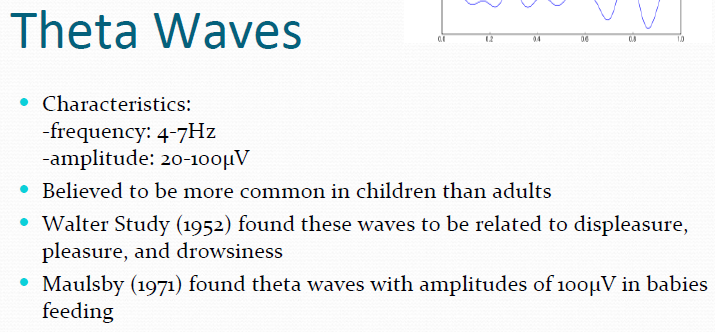 Theta Waves
0.0 0.2 0.4 0.6 0.8 1.0
• Characteristics:
-frequency: 4-7Hz
-amplitude: 20-100μV
• Believed to be more common in children than adults
• Walter Study (1952) found these waves to be related to displeasure,
pleasure, and drowsiness
• Maulsby (1971) found theta waves with amplitudes of 100μV in babies
feeding